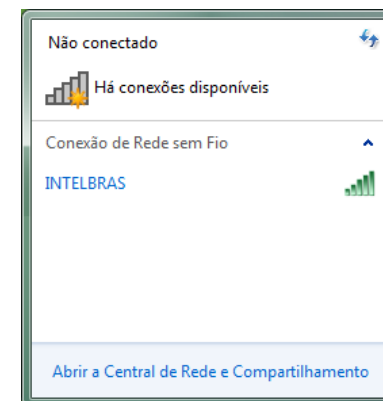 Não conectado
Há conexões disponíveis
Conexão de Rede sem Fio
INTELBRAS
Abrir a Central de Rede e Compartilhamento